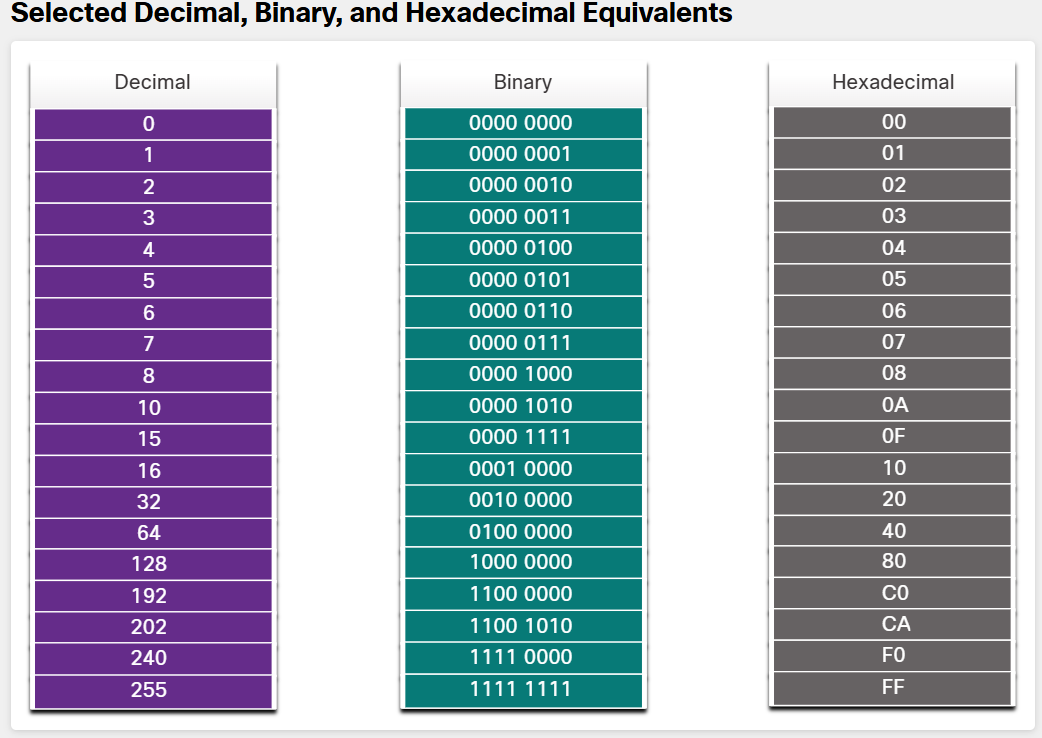 Selected Decimal, Binary, and Hexadecimal Equivalents
Decimal Binary Hexadecimal
0 0000 0000 00
1 0000 0001 01
2 0000 0010 02
3 0000 0011 03
4 0000 0100 04
5 0000 0101 05
6 0000 0110 06
7 0000 0111 07
8 0000 1000 08
10 0000 1010 0A
15 0000 1111 0F
16 0001 0000 10
32 0010 0000 20
64 0100 0000 40
128 1000 0000 80
192 1100 0000 C0
202 1100 1010 CA
240 1111 0000 F0
255 1111 1111 FF